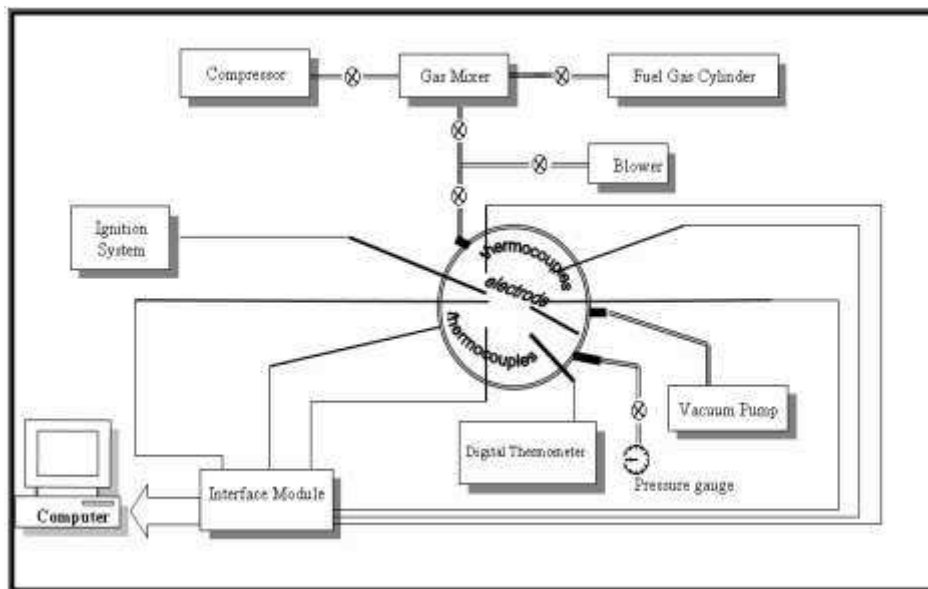 Compressor
Gas Mixer
Fuel Gas Cylinder
Blower
Ignition
System
thermocouples
electrode
thermocouples
Vacuum Pump
Digital Thermometer
Pressure gauge
Interface Module
Computer